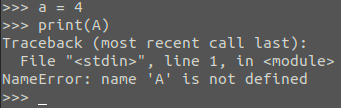 >>> a = 4
>>> print(A)
Traceback (most recent call last):
  File "<stdin>", line 1, in <module>
NameError: name 'A' is not defined
>>> _